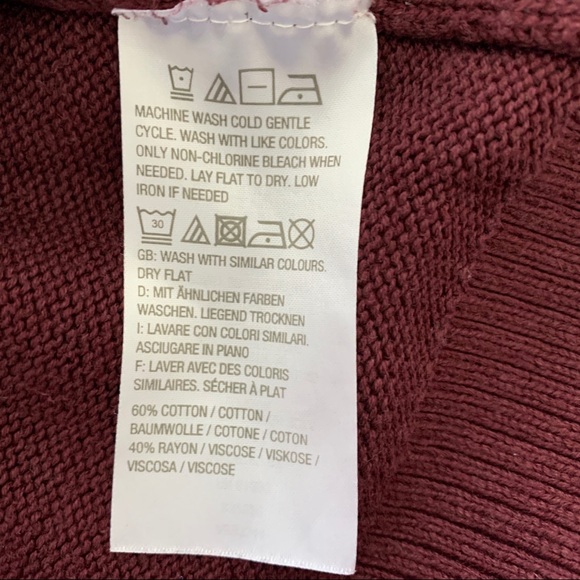 MACHINE WASH COLD GENTLE
CYCLE. WASH WITH LIKE COLORS.
ONLY NON-CHLORINE BLEACH WHEN
NEEDED. LAY FLAT TO DRY. LOW
IRON IF NEEDED
30
GB: WASH WITH SIMILAR COLOURS.
DRY FLAT
D: MIT ÄHNLICHEN FARBEN
WASCHEN. LIEGEND TROCKNEN
I: LAVARE CON COLORI SIMILARI.
ASCIUGARE IN PIANO
F: LAVER AVEC DES COLORIS
SIMILAIRES. SÉCHER À PLAT
60% COTTON / COTTON /
BAUMWOLLE / COTONE / COTON
40% RAYON / VISCOSE / VISKOSE /
VISCOSA / VISCOSE